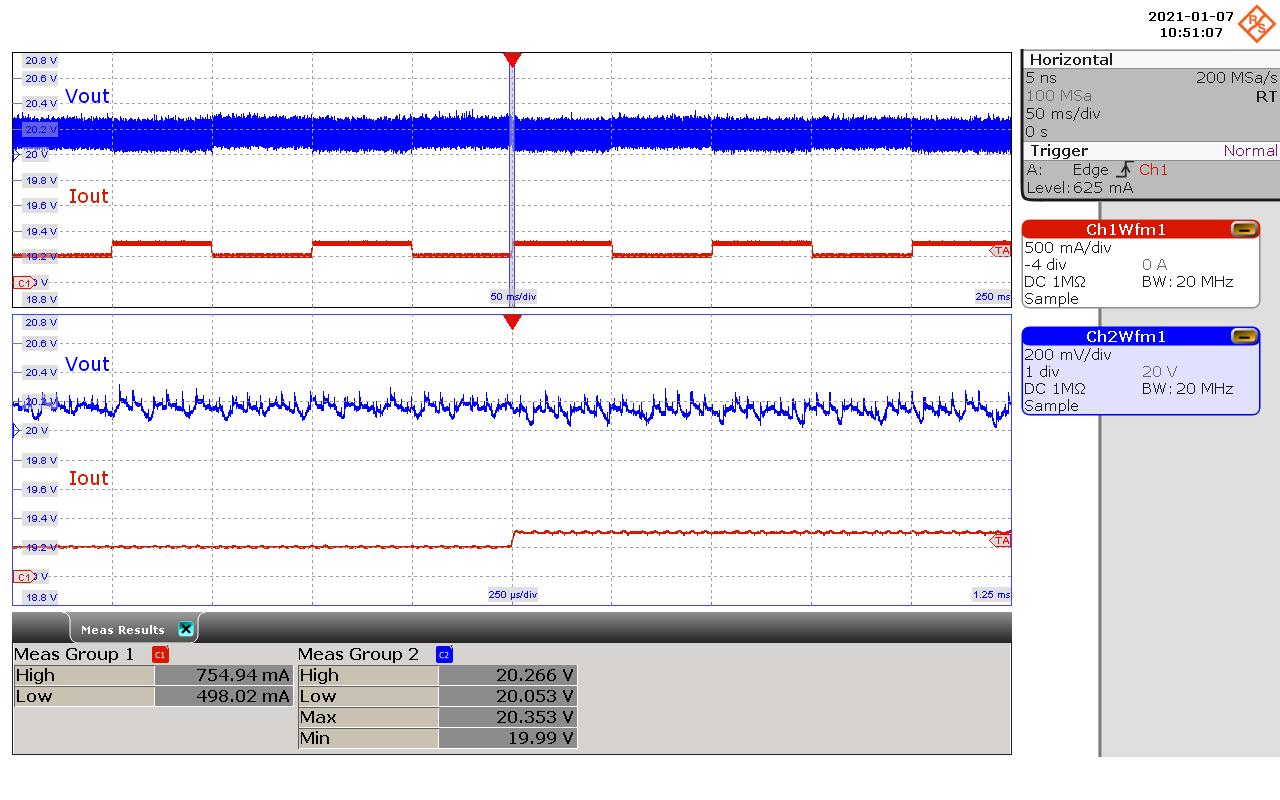 2021-01-07
10:51:07
R&S
20.8 V
20.6 V
20.4 V
20.2 V
20 V
19.8 V
19.6 V
19.4 V
19.2 V
18.8 V
Vout
Iout
C1
V
TA
50 ms/div
250 ms
20.8 V
20.6 V
20.4 V
20.2 V
20 V
19.8 V
19.6 V
19.4 V
19.2 V
18.8 V
Vout
Iout
C1
V
TA
250 µs/div
1.25 ms
Horizontal
5 ns 200 MSa/s
100 MSa RT
50 ms/div
0 s
Trigger Normal
A: Edge Ch1
Level: 625 mA
Ch1Wfm1
500 mA/div
-4 div 0 A
DC 1MΩ BW: 20 MHz
Sample
Ch2Wfm1
200 mV/div
1 div 20 V
DC 1MΩ BW: 20 MHz
Sample
Meas Results
Meas Group 1 C1
High 754.94 mA
Low 498.02 mA
Meas Group 2 C2
High 20.266 V
Low 20.053 V
Max 20.353 V
Min 19.99 V